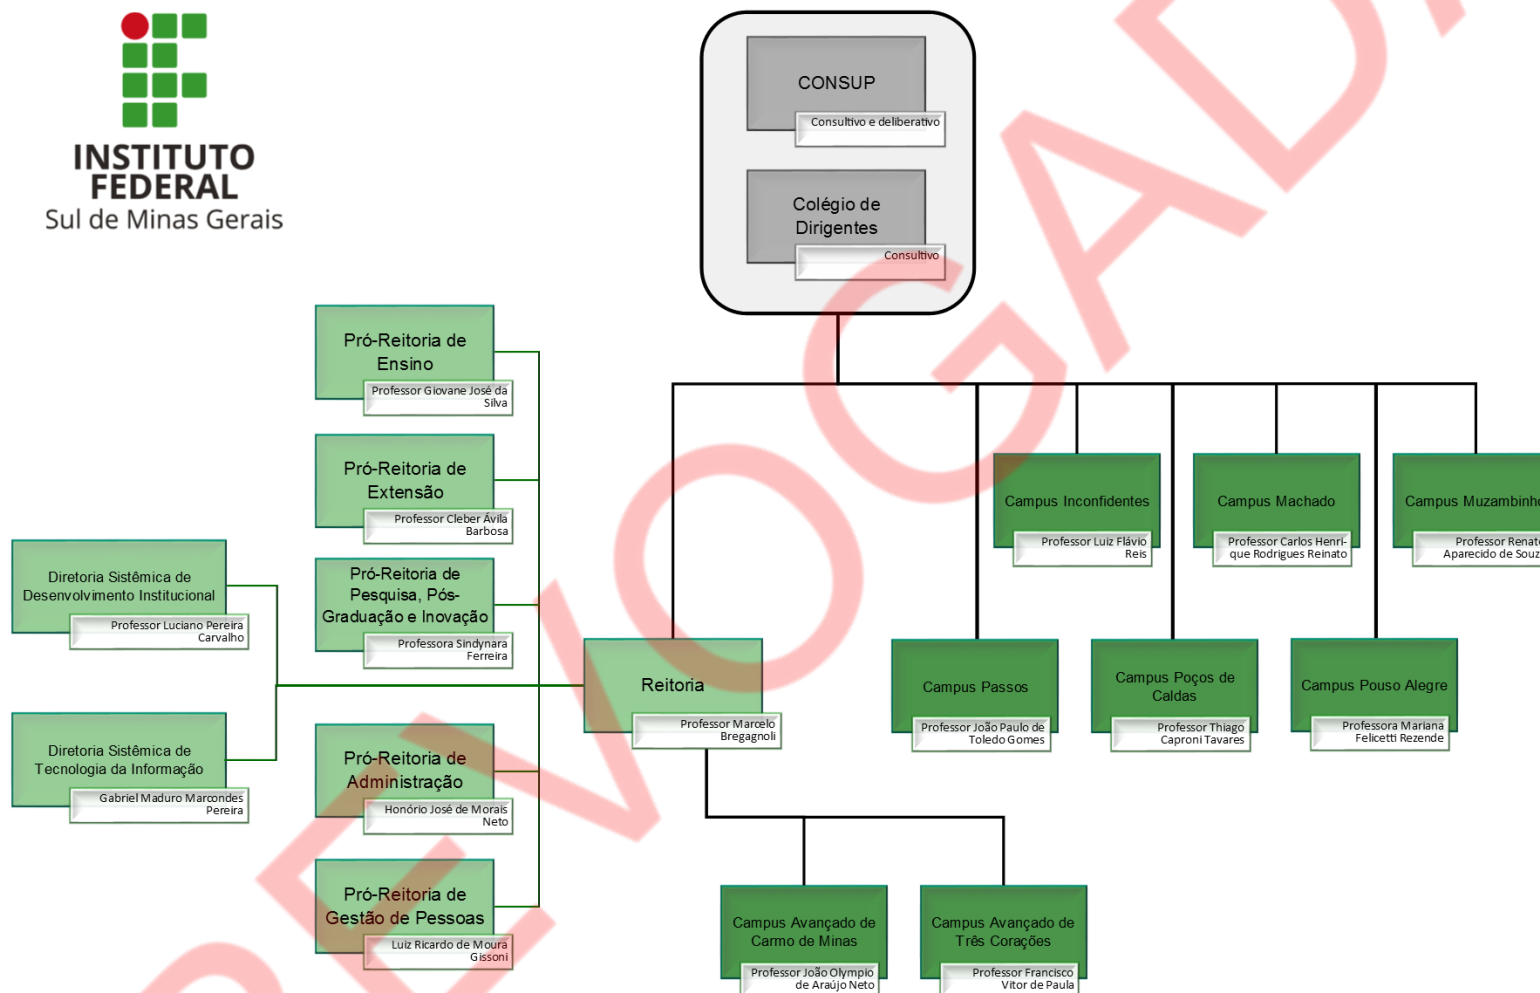 INSTITUTO
FEDERAL
Sul de Minas Gerais
CONSUP
Consultivo e deliberativo
Colégio de
Dirigentes
Consultivo
Pró-Reitoria de
Ensino
Professor Giovane José da
Silva
Pró-Reitoria de
Extensão
Professor Cleber Ávila
Barbosa
Pró-Reitoria de
Pesquisa, Pós-
Graduação e Inovação
Professora Sindynara
Ferreira
Diretoria Sistêmica de
Desenvolvimento Institucional
Professor Luciano Pereira
Carvalho
Diretoria Sistêmica de
Tecnologia da Informação
Gabriel Maduro Marcondes
Pereira
Pró-Reitoria de
Administração
Honório José de Morais
Neto
Pró-Reitoria de
Gestão de Pessoas
Luiz Ricardo de Moura
Gissoni
Reitoria
Professor Marcelo
Bregagnoli
Campus Inconfidentes
Professor Luiz Flávio
Reis
Campus Machado
Professor Carlos Henri-
que Rodrigues Reinato
Campus Muzambinho
Professor Renato
Aparecido de Souz
Campus Passos
Professor João Paulo de
Toledo Gomes
Campus Poços de
Caldas
Professor Thiago
Caproni Tavares
Campus Pouso Alegre
Professora Mariana
Felicetti Rezende
Campus Avançado de
Carmo de Minas
Professor João Olympio
de Araújo Neto
Campus Avançado de
Três Corações
Professor Francisco
Vitor de Paula
REVOGADA